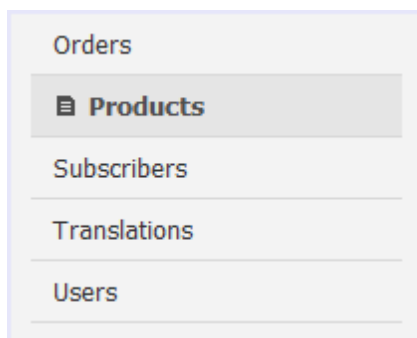 Orders
Products
Subscribers
Translations
Users